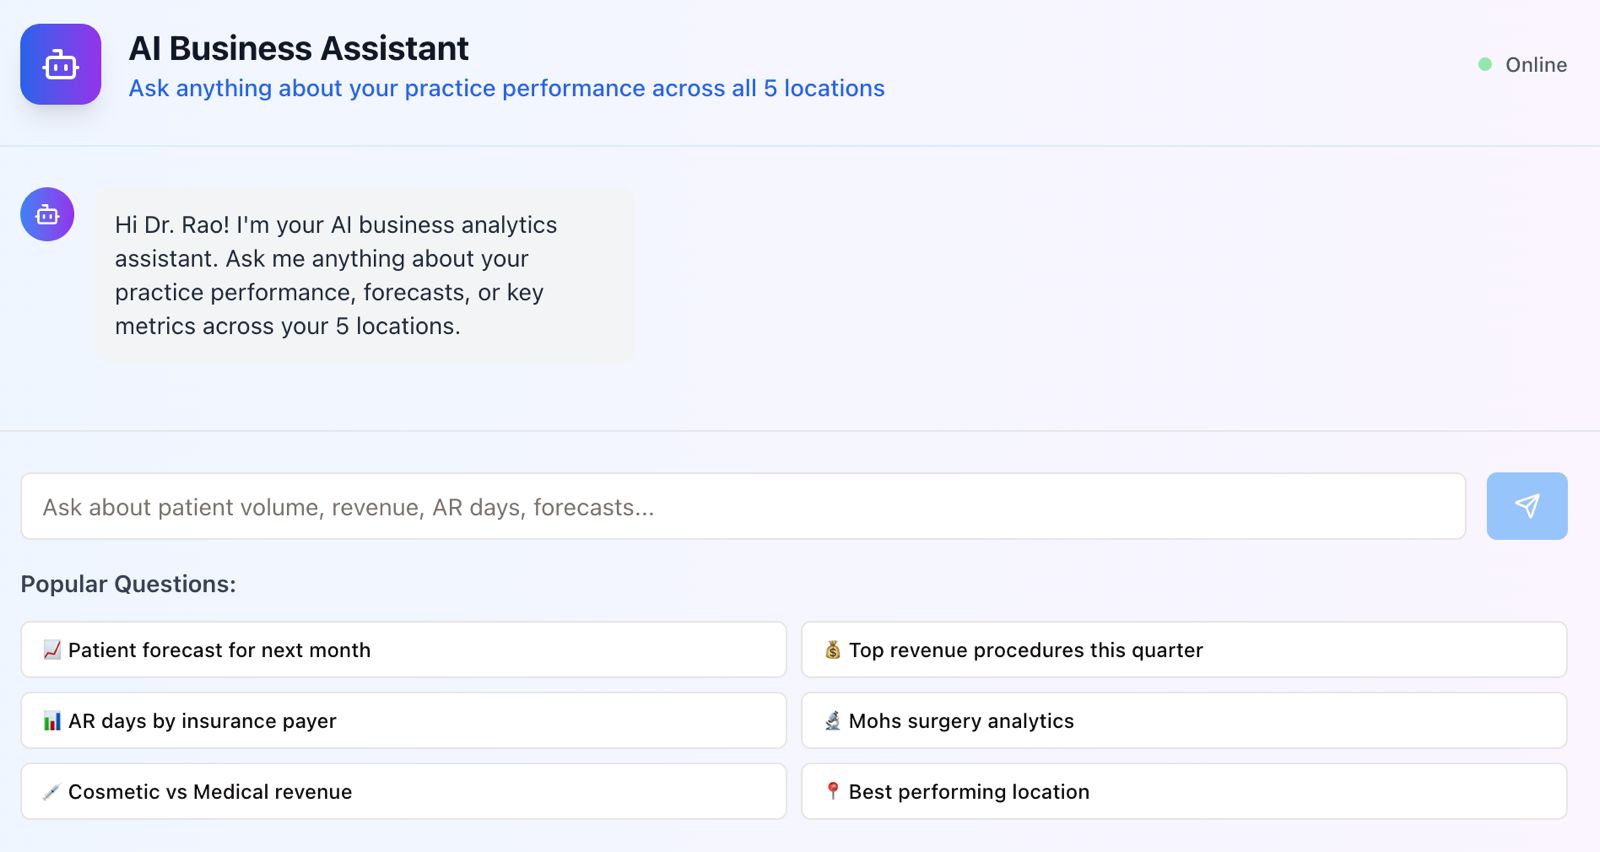 AI Business Assistant
Ask anything about your practice performance across all 5 locations
Online
Hi Dr. Rao! I'm your AI business analytics
assistant. Ask me anything about your
practice performance, forecasts, or key
metrics across your 5 locations.
Ask about patient volume, revenue, AR days, forecasts...
Popular Questions:
📈 Patient forecast for next month
💰 Top revenue procedures this quarter
📊 AR days by insurance payer
🔬 Mohs surgery analytics
💉 Cosmetic vs Medical revenue
📍 Best performing location